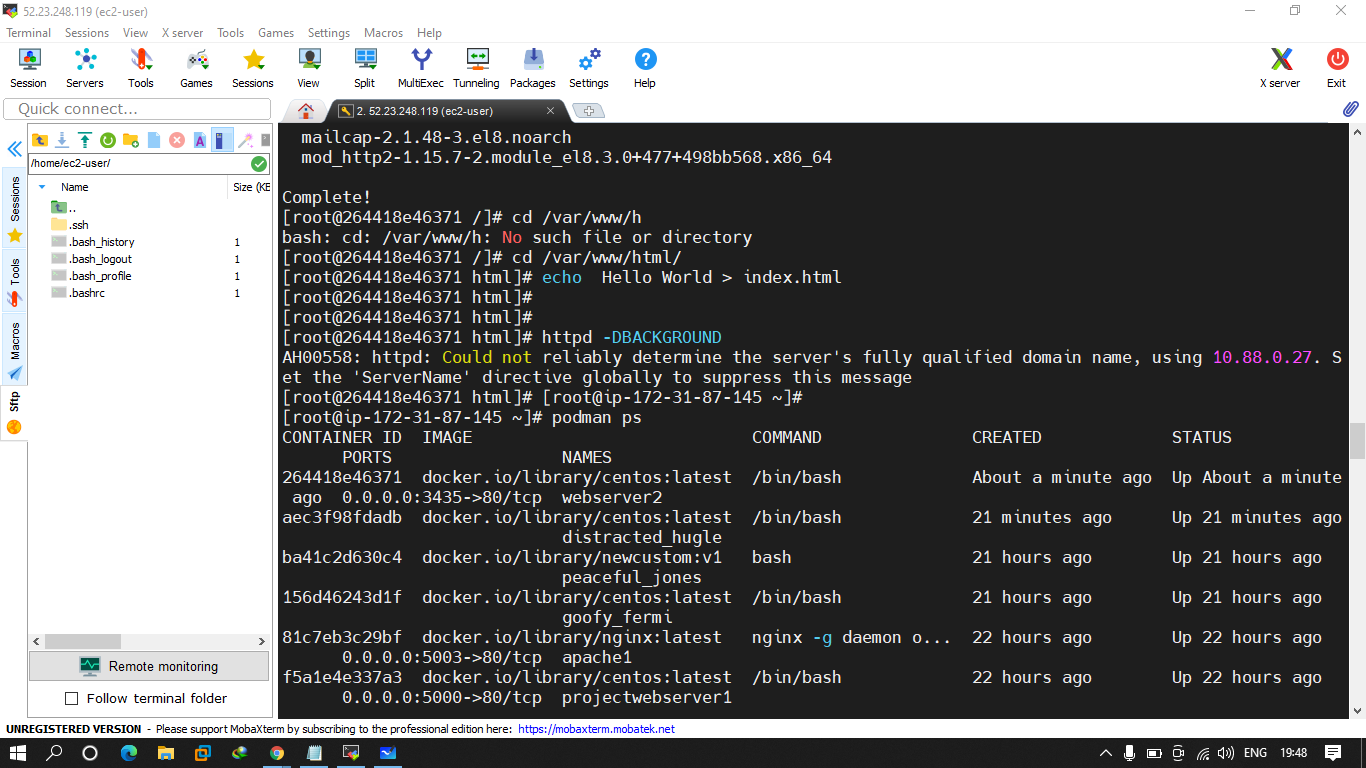 52.23.248.119 (ec2-user)
Terminal Sessions View X server Tools Games Settings Macros Help
Session Servers Tools Games Sessions View Split MultiExec Tunneling Packages Settings Help X server Exit
Quick connect...
2. 52.23.248.119 (ec2-user)
/home/ec2-user/
Name Size (KB
..
.ssh
.bash_history 1
.bash_logout 1
.bash_profile 1
.bashrc 1
Sessions
Tools
Macros
Sftp
Remote monitoring
Follow terminal folder
mailcap-2.1.48-3.el8.noarch
mod_http2-1.15.7-2.module_el8.3.0+477+498bb568.x86_64
Complete!
[root@264418e46371 /]# cd /var/www/h
bash: cd: /var/www/h: No such file or directory
[root@264418e46371 /]# cd /var/www/html/
[root@264418e46371 html]# echo  Hello World > index.html
[root@264418e46371 html]#
[root@264418e46371 html]#
[root@264418e46371 html]# httpd -DBACKGROUND
AH00558: httpd: Could not reliably determine the server's fully qualified domain name, using 10.88.0.27. S
et the 'ServerName' directive globally to suppress this message
[root@264418e46371 html]# [root@ip-172-31-87-145 ~]#
[root@ip-172-31-87-145 ~]# podman ps
CONTAINER ID  IMAGE                            COMMAND               CREATED             STATUS
      PORTS                 NAMES
264418e46371  docker.io/library/centos:latest  /bin/bash             About a minute ago  Up About a minute
 ago  0.0.0.0:3435->80/tcp  webserver2
aec3f98fdadb  docker.io/library/centos:latest  /bin/bash             21 minutes ago      Up 21 minutes ago
                            distracted_hugle
ba41c2d630c4  docker.io/library/newcustom:v1   bash                  21 hours ago        Up 21 hours ago
                            peaceful_jones
156d46243d1f  docker.io/library/centos:latest  /bin/bash             21 hours ago        Up 21 hours ago
                            goofy_fermi
81c7eb3c29bf  docker.io/library/nginx:latest   nginx -g daemon o...  22 hours ago        Up 22 hours ago
      0.0.0.0:5003->80/tcp  apache1
f5a1e4e337a3  docker.io/library/centos:latest  /bin/bash             22 hours ago        Up 22 hours ago
      0.0.0.0:5000->80/tcp  projectwebserver1
UNREGISTERED VERSION - Please support MobaXterm by subscribing to the professional edition here: https://mobaxterm.mobatek.net
ENG 19:48